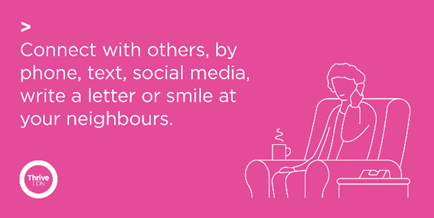 >
Connect with others, by
phone, text, social media,
write a letter or smile at
your neighbours.
Thrive
LDN